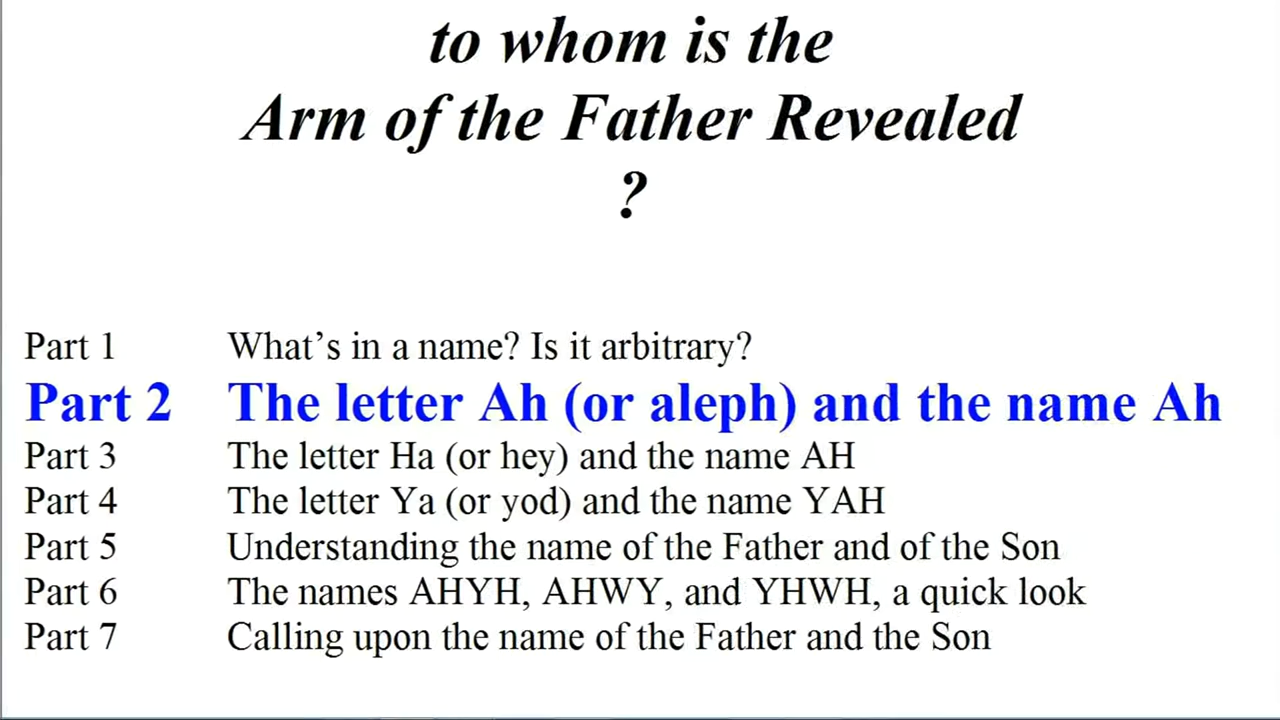 to whom is the
Arm of the Father Revealed
?
Part 1 What’s in a name? Is it arbitrary?
Part 2 The letter Ah (or aleph) and the name Ah
Part 3 The letter Ha (or hey) and the name AH
Part 4 The letter Ya (or yod) and the name YAH
Part 5 Understanding the name of the Father and of the Son
Part 6 The names AHYH, AHWY, and YHWH, a quick look
Part 7 Calling upon the name of the Father and the Son